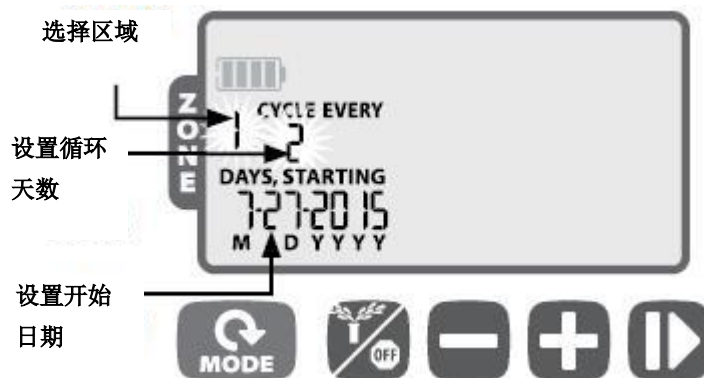 选择区域
ZONE
1 CYCLE EVERY
2
设置循环
天数
DAYS, STARTING
7-27-2015
M D Y Y Y Y
设置开始
日期
MODE
OFF